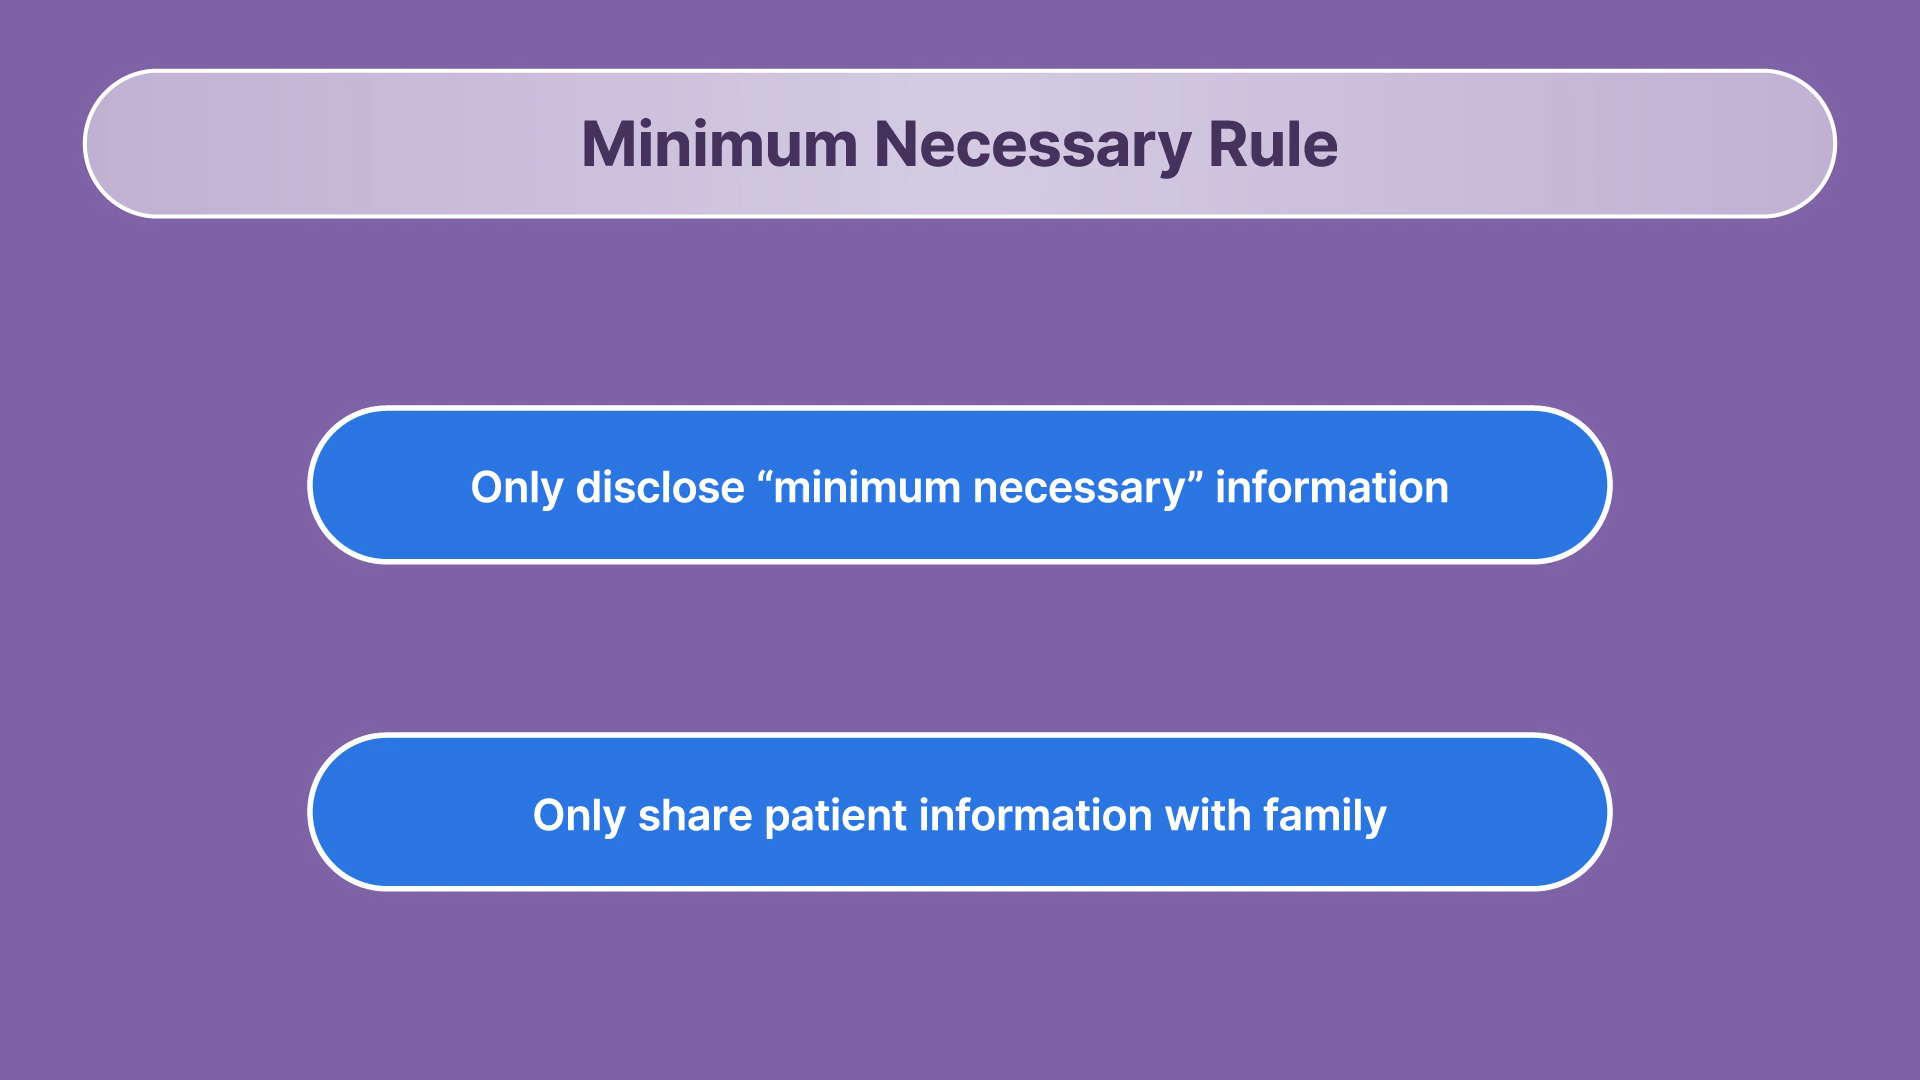 Minimum Necessary Rule
Only disclose “minimum necessary” information
Only share patient information with family